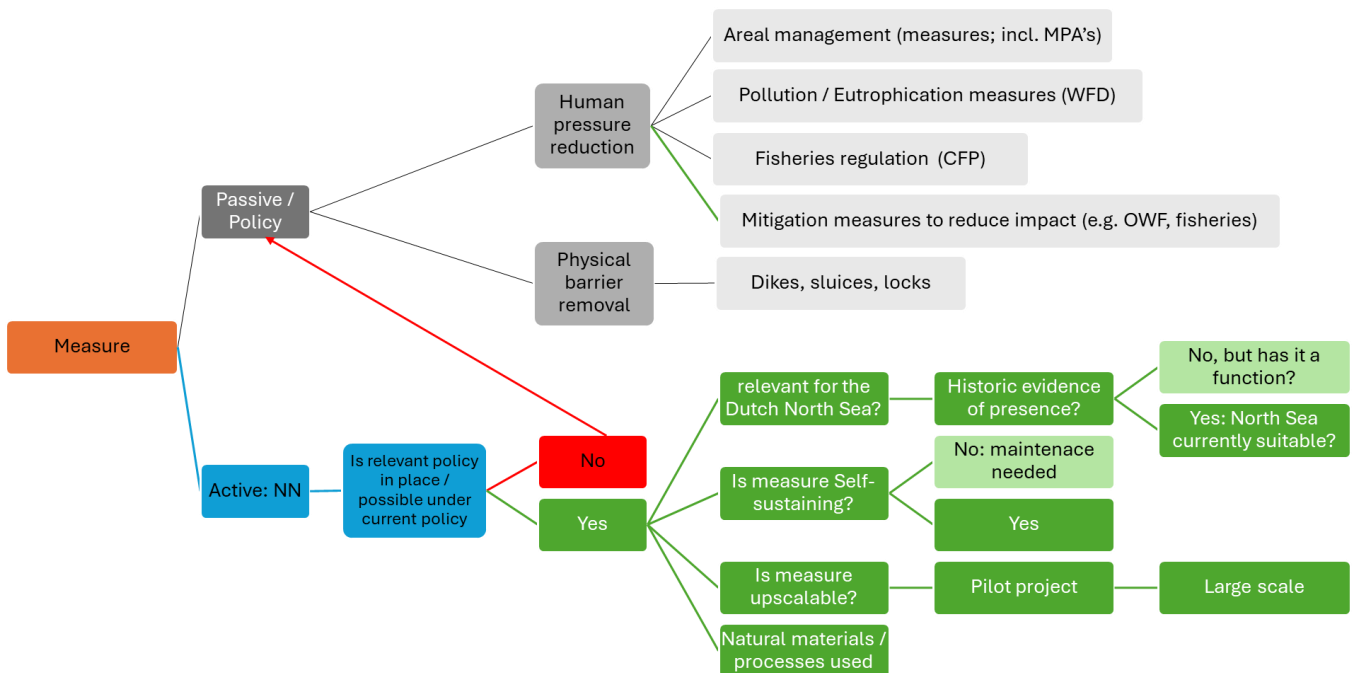 Areal management (measures; incl. MPA's)
Human
pressure
reduction
Pollution / Eutrophication measures (WFD)
Fisheries regulation (CFP)
Passive /
Policy
Mitigation measures to reduce impact (e.g. OWF, fisheries)
Physical
barrier
removal
Dikes, sluices, locks
Measure
No, but has it a
function?
relevant for the
Dutch North Sea?
Historic evidence
of presence?
Yes: North Sea
currently suitable?
Active: NN
Is relevant policy
in place /
possible under
current policy
No
Yes
Is measure Self-
sustaining?
No: maintenace
needed
Yes
Is measure
upscalable?
Pilot project
Large scale
Natural materials /
processes used